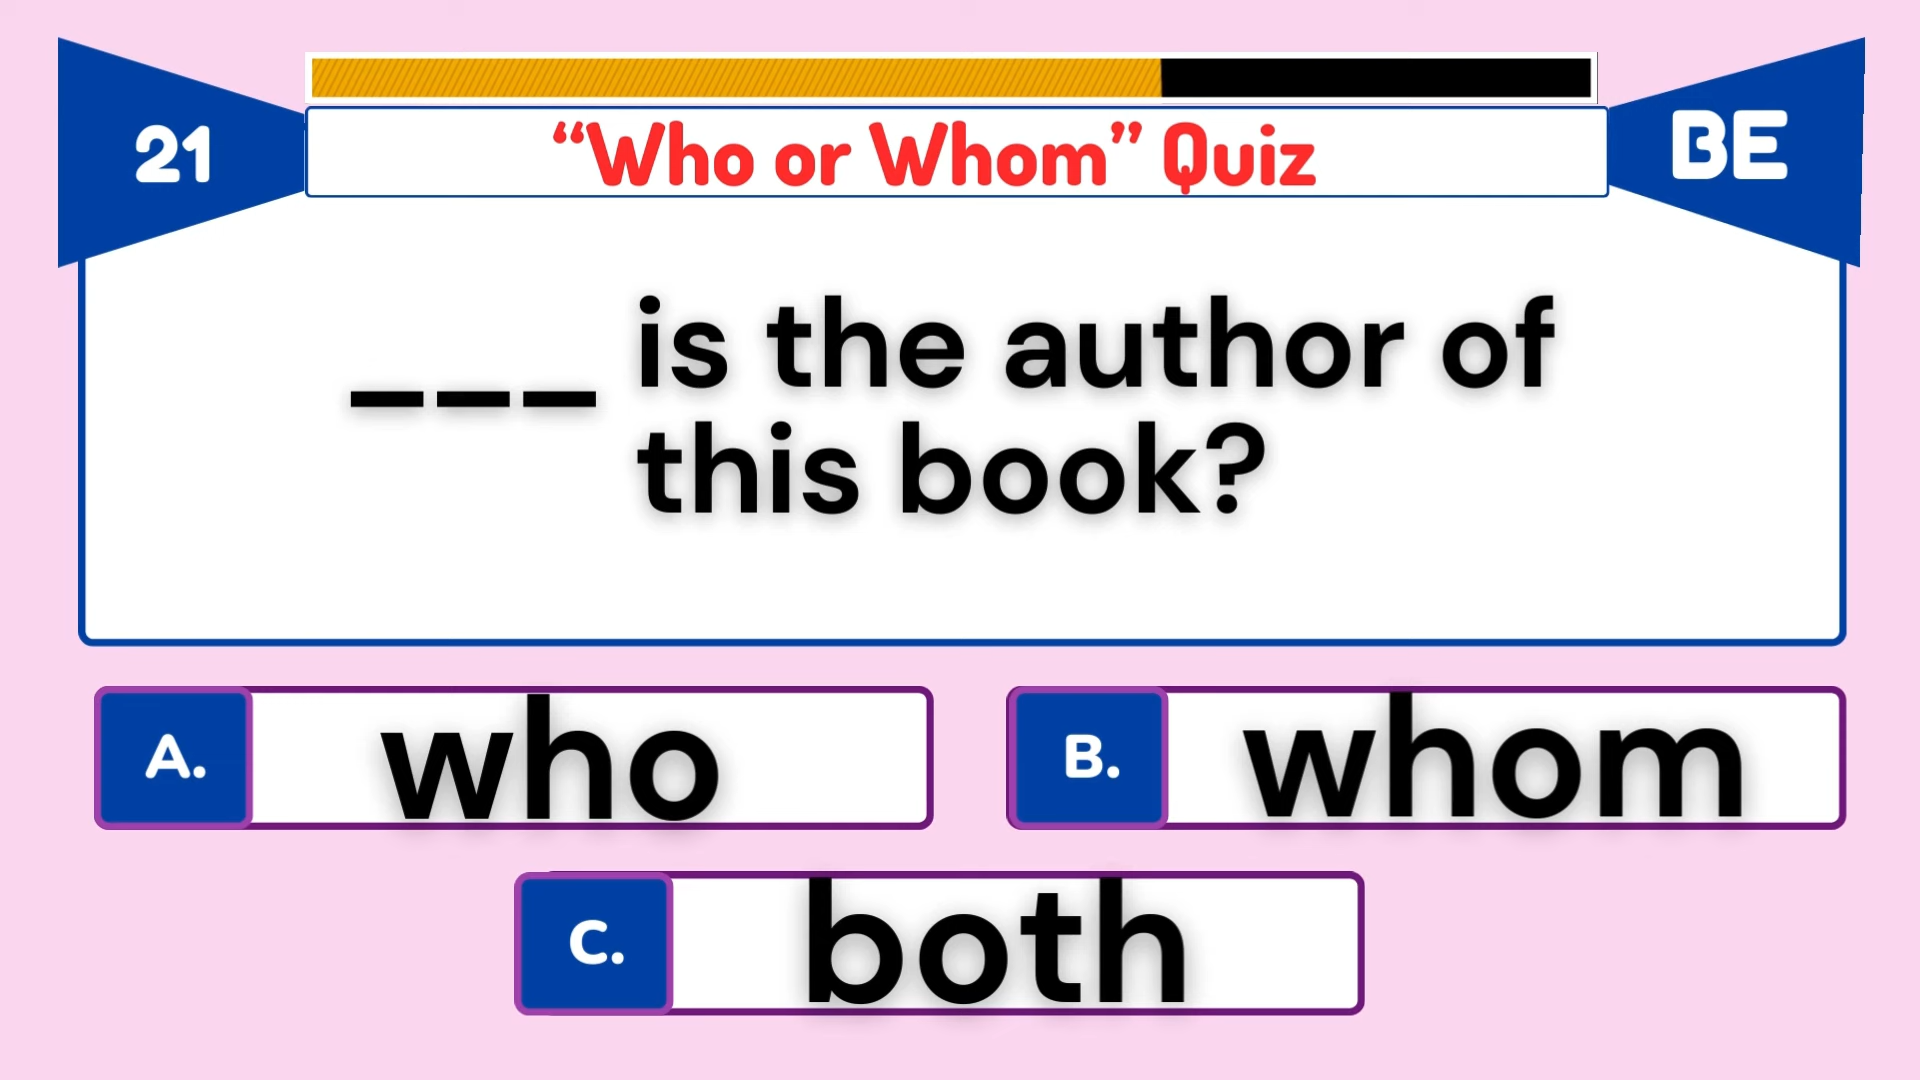 21
“Who or Whom” Quiz
BE
___ is the author of
this book?
A. who
B. whom
C. both